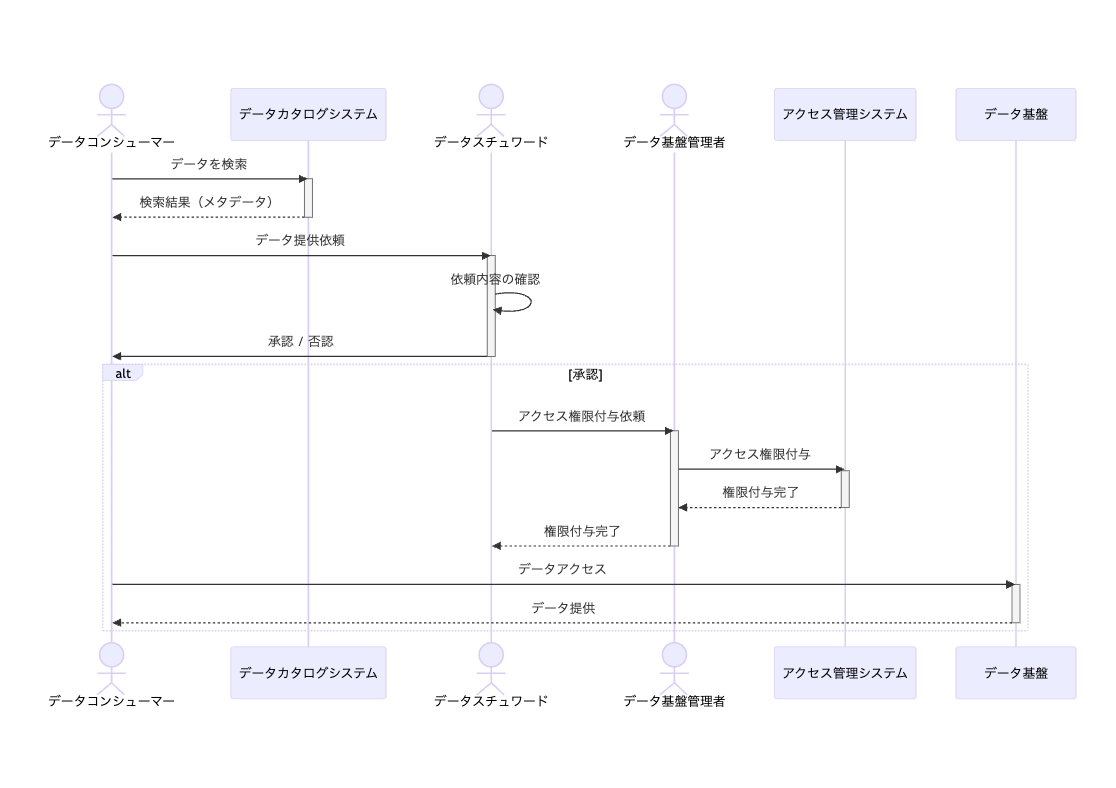 データコンシューマー
データカタログシステム
データスチュワード
データ基盤管理者
アクセス管理システム
データ基盤
データを検索
検索結果（メタデータ）
データ提供依頼
依頼内容の確認
承認 / 否認
alt
[承認]
アクセス権限付与依頼
アクセス権限付与
権限付与完了
権限付与完了
データアクセス
データ提供
データコンシューマー
データカタログシステム
データスチュワード
データ基盤管理者
アクセス管理システム
データ基盤